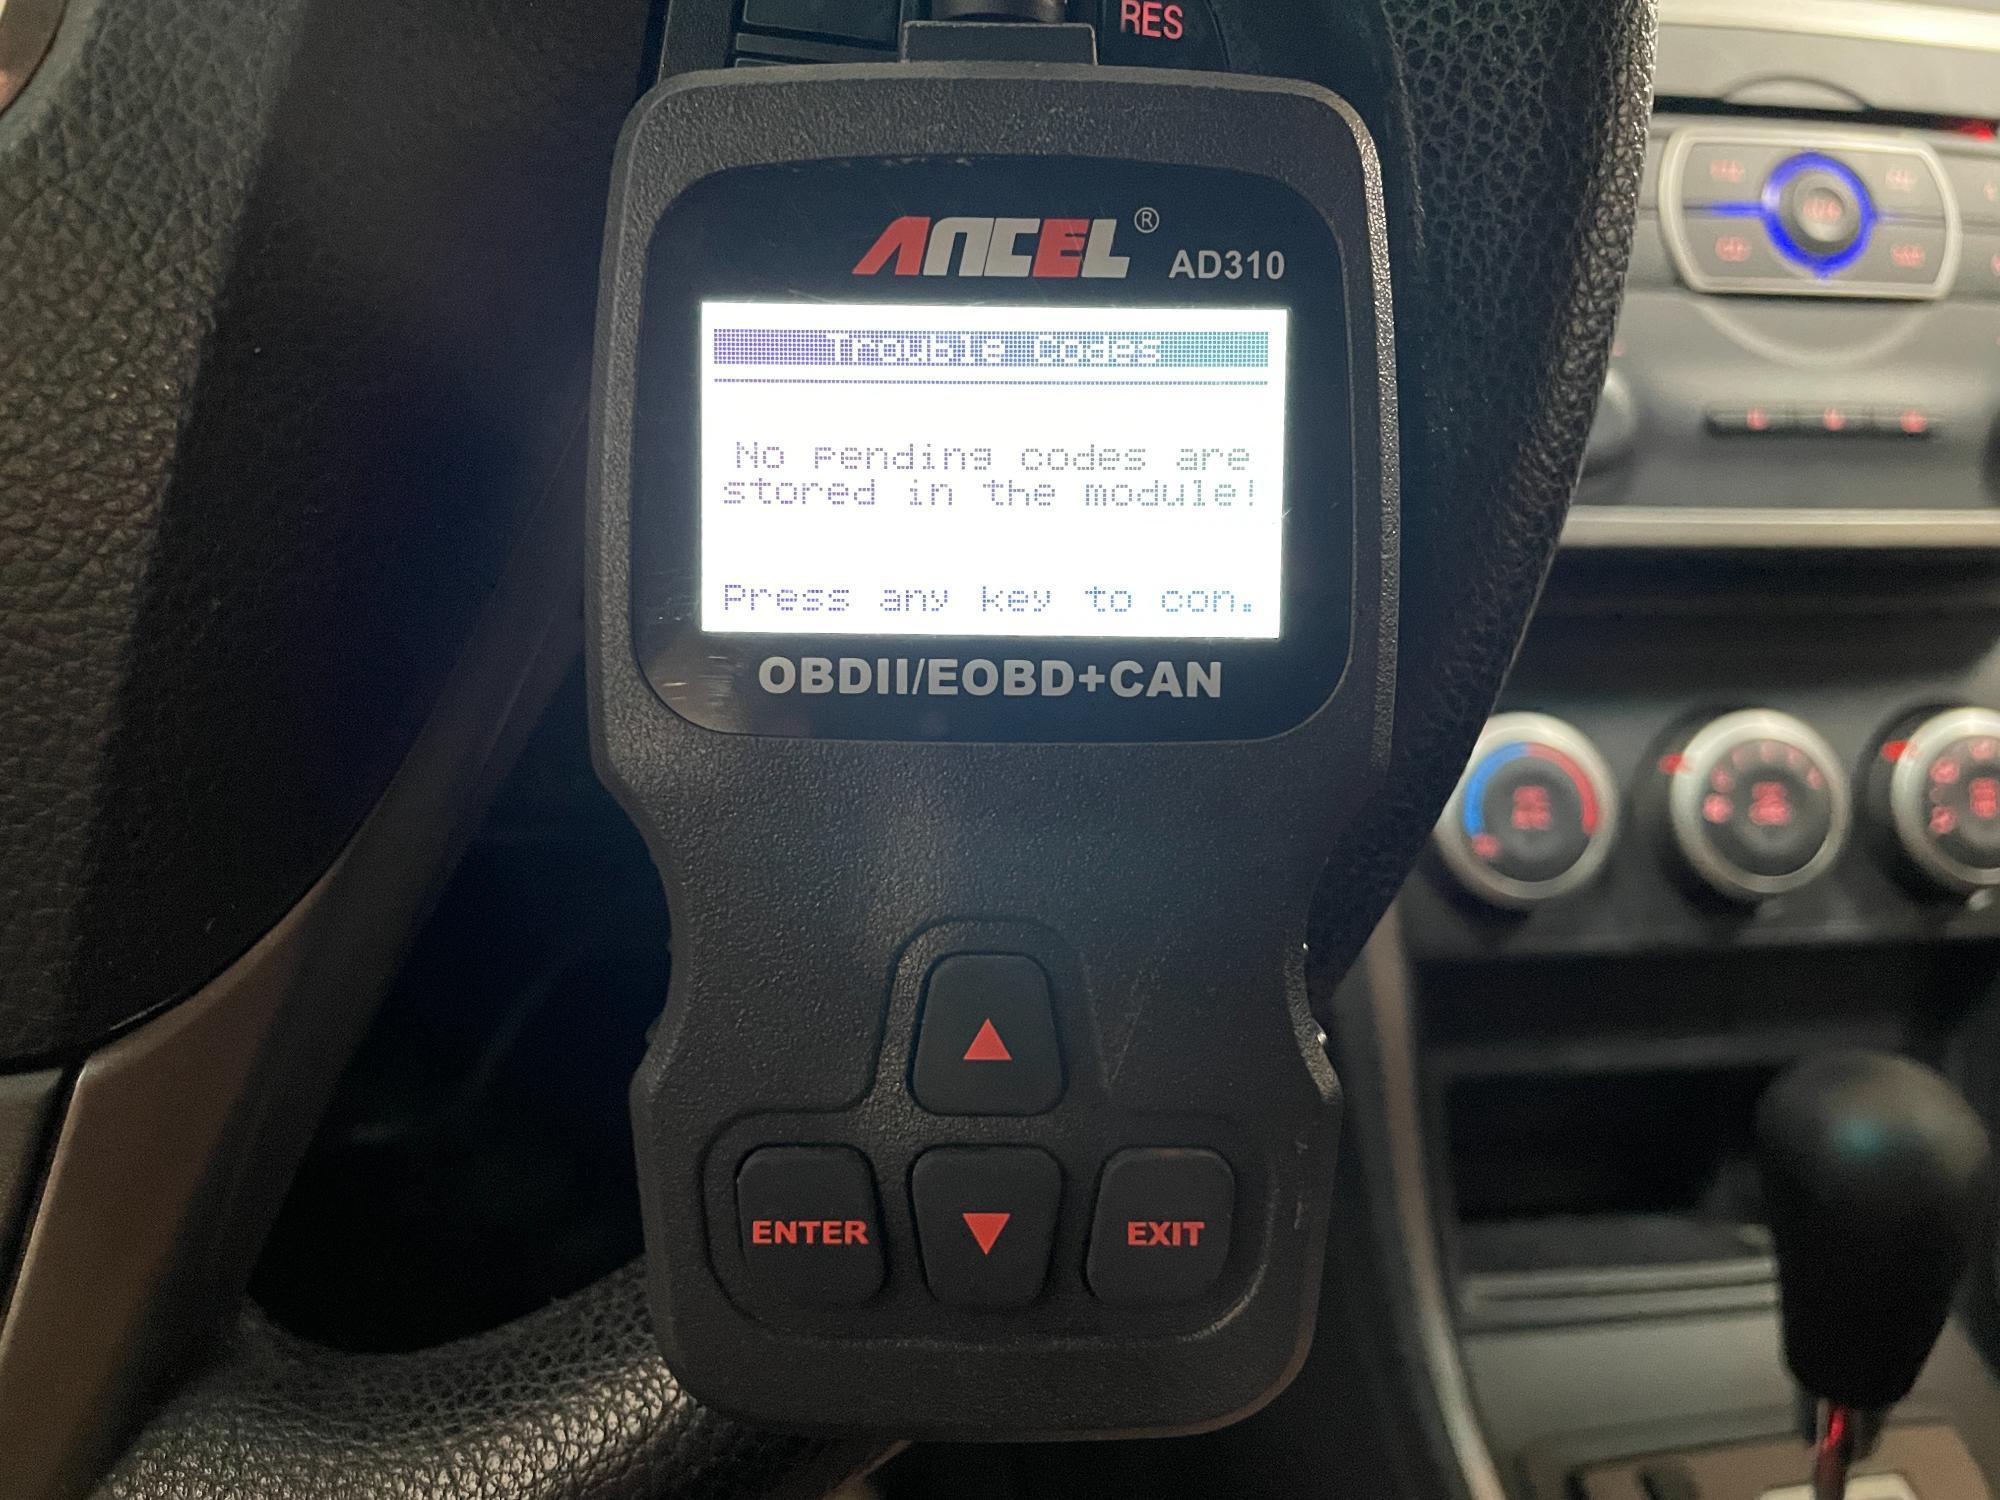 RES
ANCEL® AD310
Trouble Codes
No pending codes are
stored in the module!
Press any key to con.
OBDII/EOBD+CAN
ENTER
EXIT